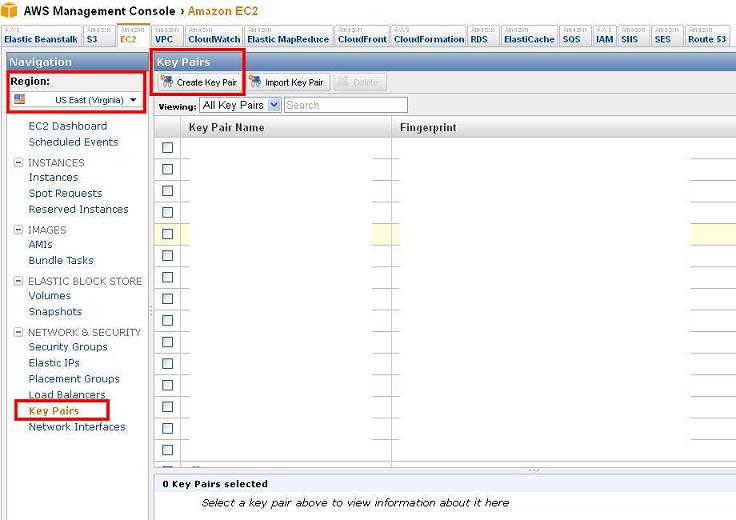 AWS Management Console › Amazon EC2
AWS Amazon Amazon Amazon Amazon Amazon Amazon AWS Amazon Amazon Amazon AWS Amazon Amazon Amazon
Elastic Beanstalk S3 EC2 VPC CloudWatch Elastic MapReduce CloudFront CloudFormation RDS ElastiCache SQS IAM SNS SES Route 53
Navigation
Region:
US East (Virginia)
EC2 Dashboard
Scheduled Events
INSTANCES
Instances
Spot Requests
Reserved Instances
IMAGES
AMIs
Bundle Tasks
ELASTIC BLOCK STORE
Volumes
Snapshots
NETWORK & SECURITY
Security Groups
Elastic IPs
Placement Groups
Load Balancers
Key Pairs
Network Interfaces
Key Pairs
Create Key Pair Import Key Pair Delete
Viewing: All Key Pairs Search
Key Pair Name Fingerprint
0 Key Pairs selected
Select a key pair above to view information about it here